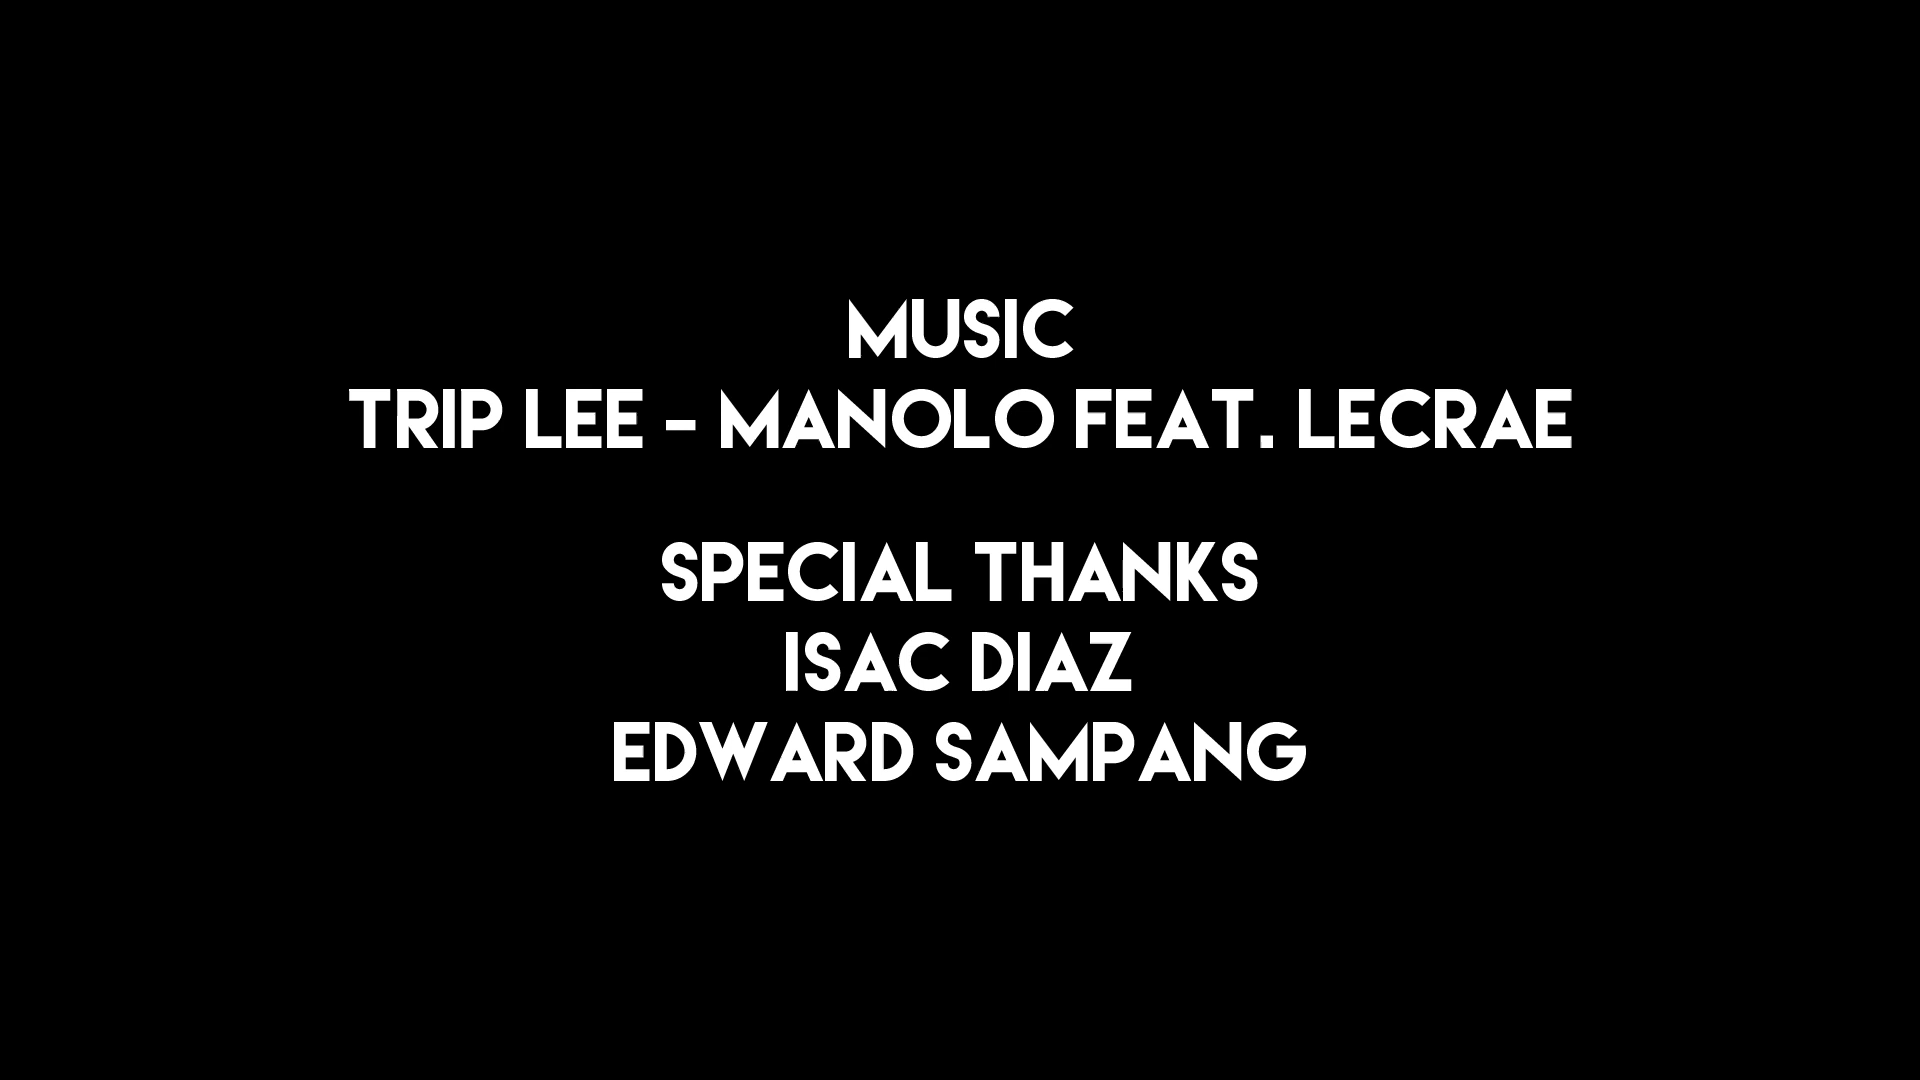 MUSIC
TRIP LEE - MANOLO FEAT. LECRAE
SPECIAL THANKS
ISAC DIAZ
EDWARD SAMPANG